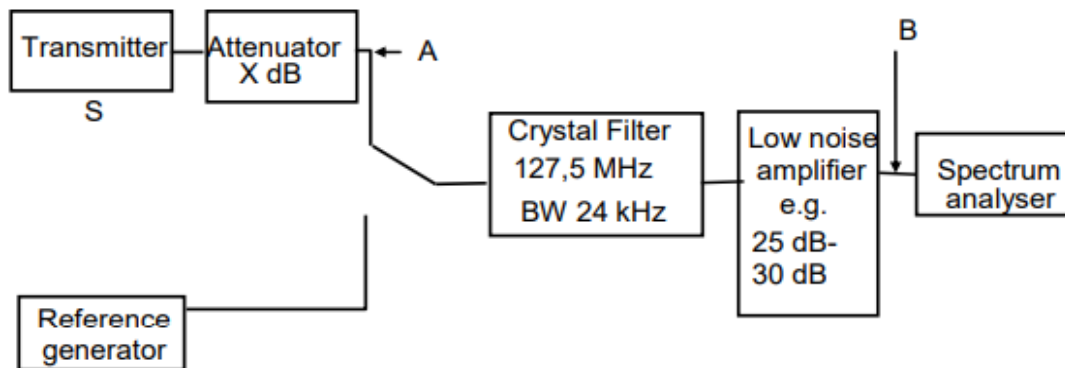 Transmitter
S
Attenuator
X dB
A
Crystal Filter
127,5 MHz
BW 24 kHz
Low noise
amplifier
e.g.
25 dB-
30 dB
B
Spectrum
analyser
Reference
generator